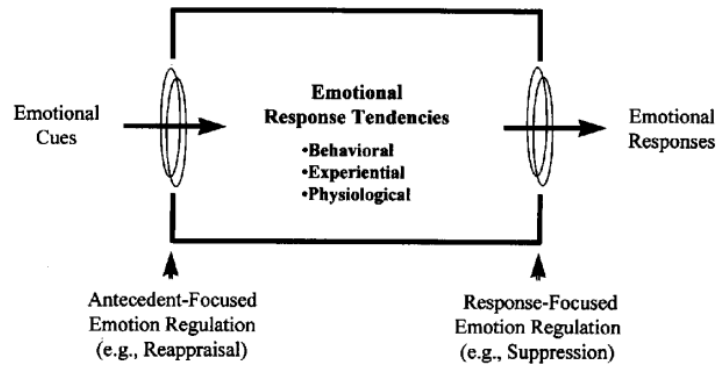 Emotional
Cues
Emotional
Response Tendencies
•Behavioral
•Experiential
•Physiological
Emotional
Responses
Antecedent-Focused
Emotion Regulation
(e.g., Reappraisal)
Response-Focused
Emotion Regulation
(e.g., Suppression)